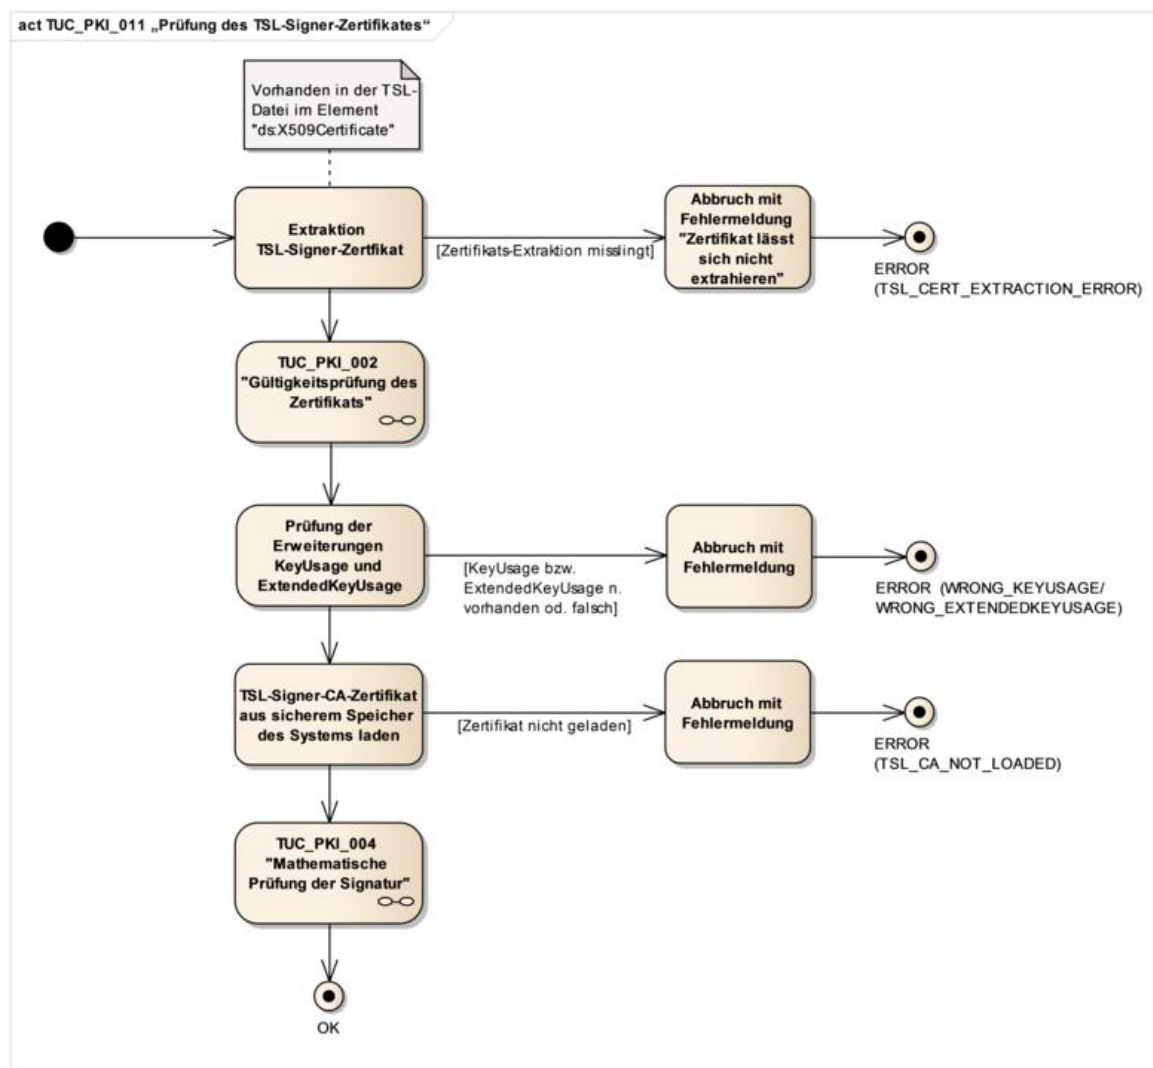 act TUC_PKI_011 „Prüfung des TSL-Signer-Zertifikates“
Vorhanden in der TSL-
Datei im Element
"ds:X509Certificate"
Extraktion
TSL-Signer-Zertfikat
[Zertifikats-Extraktion misslingt]
Abbruch mit
Fehlermeldung
"Zertifikat lässt
sich nicht
extrahieren"
ERROR
(TSL_CERT_EXTRACTION_ERROR)
TUC_PKI_002
"Gültigkeitsprüfung des
Zertifikats"
Prüfung der
Erweiterungen
KeyUsage und
ExtendedKeyUsage
[KeyUsage bzw.
ExtendedKeyUsage n.
vorhanden od. falsch]
Abbruch mit
Fehlermeldung
ERROR (WRONG_KEYUSAGE/
WRONG_EXTENDEDKEYUSAGE)
TSL-Signer-CA-Zertifikat
aus sicherem Speicher
des Systems laden
[Zertifikat nicht geladen]
Abbruch mit
Fehlermeldung
ERROR
(TSL_CA_NOT_LOADED)
TUC_PKI_004
"Mathematische
Prüfung der Signatur"
OK